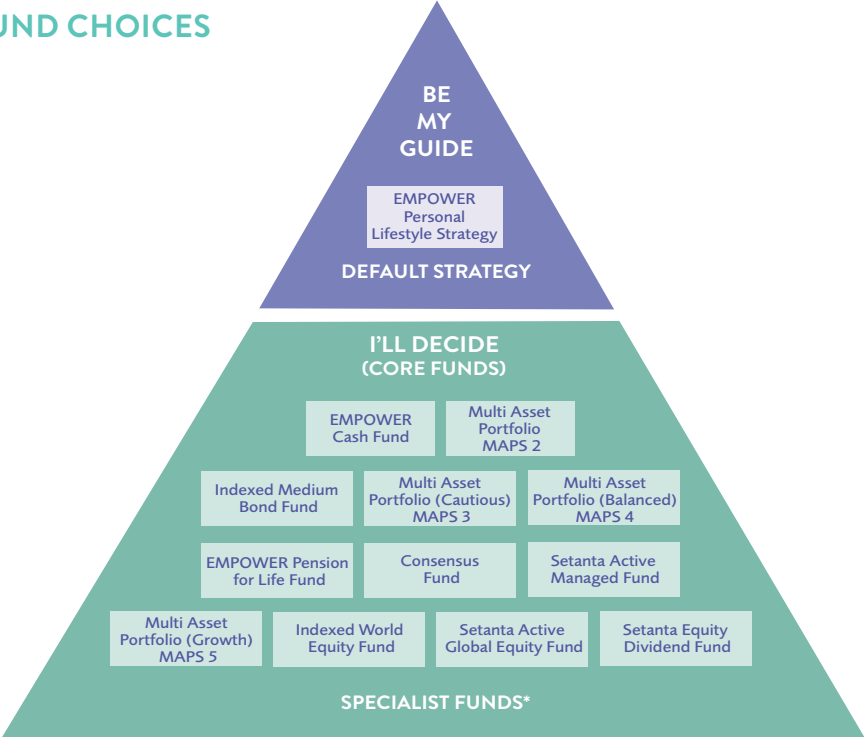 UND CHOICES
BE
MY
GUIDE
EMPOWER
Personal
Lifestyle Strategy
DEFAULT STRATEGY
I'LL DECIDE
(CORE FUNDS)
EMPOWER
Cash Fund
Multi Asset
Portfolio
MAPS 2
Indexed Medium
Bond Fund
Multi Asset
Portfolio (Cautious)
MAPS 3
Multi Asset
Portfolio (Balanced)
MAPS 4
EMPOWER Pension
for Life Fund
Consensus
Fund
Setanta Active
Managed Fund
Multi Asset
Portfolio (Growth)
MAPS 5
Indexed World
Equity Fund
Setanta Active
Global Equity Fund
Setanta Equity
Dividend Fund
SPECIALIST FUNDS*